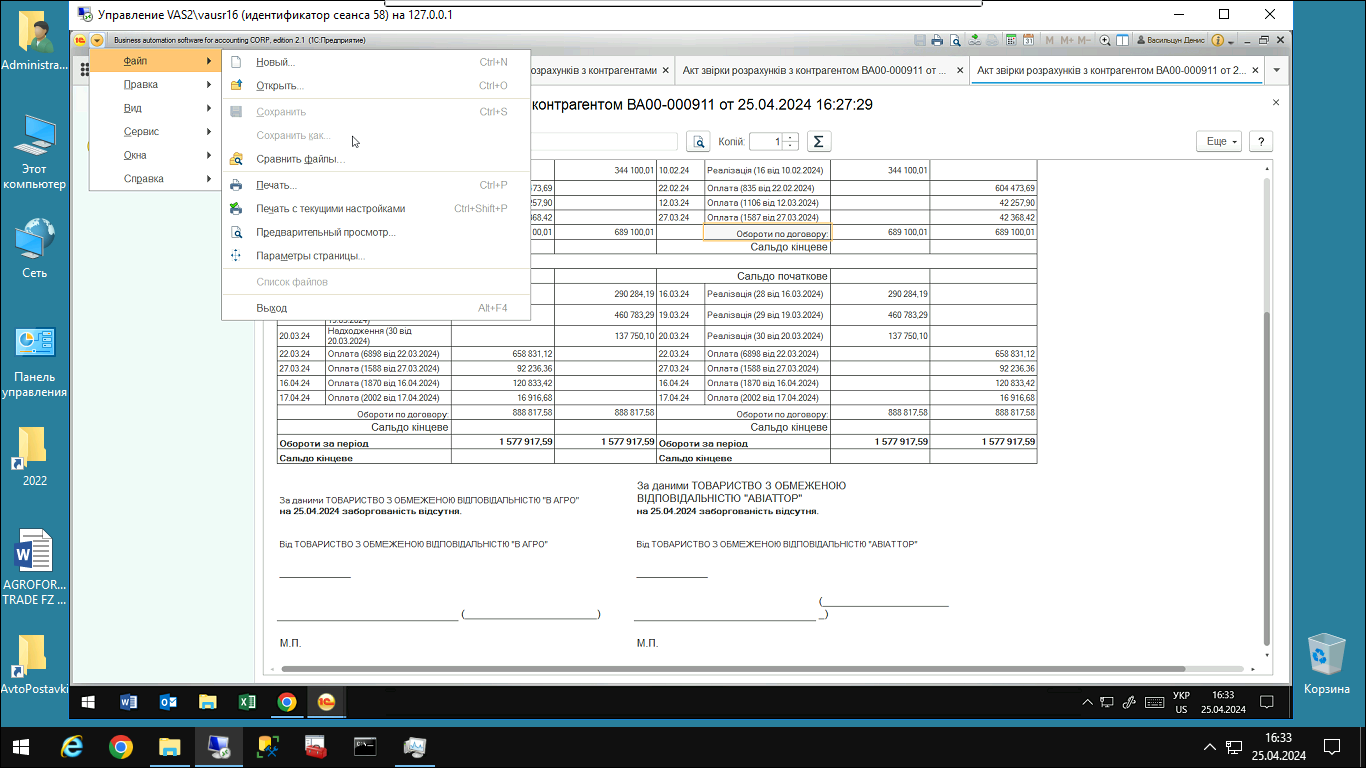 Управление VAS2\vausr16 (идентификатор сеанса 58) на 127.0.0.1
Business automation software for accounting CORP, edition 2.1 (1С:Предприятие)
M M+ M-
Васильцун Денис
Файл
Правка
Вид
Сервис
Окна
Справка
Новый... Ctrl+N
Открыть... Ctrl+O
Сохранить Ctrl+S
Сохранить как...
Сравнить файлы...
Печать... Ctrl+P
Печать с текущими настройками Ctrl+Shift+P
Предварительный просмотр...
Параметры страницы...
Список файлов
Выход Alt+F4
розрахунків з контрагентами
Акт звірки розрахунків з контрагентом ВА00-000911 от ...
Акт звірки розрахунків з контрагентом ВА00-000911 от 2...
контрагентом ВА00-000911 от 25.04.2024 16:27:29
Копій: 1
Σ
Еще
?
344 100,01 10.02.24 Реалізація (16 від 10.02.2024) 344 100,01
73,69 22.02.24 Оплата (835 від 22.02.2024) 604 473,69
257,90 12.03.24 Оплата (1106 від 12.03.2024) 42 257,90
368,42 27.03.24 Оплата (1587 від 27.03.2024) 42 368,42
00,01 689 100,01 Обороти по договору: 689 100,01 689 100,01
Сальдо кінцеве
Сальдо початкове
290 284,19 16.03.24 Реалізація (28 від 16.03.2024) 290 284,19
460 783,29 19.03.24 Реалізація (29 від 19.03.2024) 460 783,29
19.03.2024)
20.03.24 Надходження (30 від 20.03.2024) 137 750,10 20.03.24 Реалізація (30 від 20.03.2024) 137 750,10
22.03.24 Оплата (6898 від 22.03.2024) 658 831,12 22.03.24 Оплата (6898 від 22.03.2024) 658 831,12
27.03.24 Оплата (1588 від 27.03.2024) 92 236,36 27.03.24 Оплата (1588 від 27.03.2024) 92 236,36
16.04.24 Оплата (1870 від 16.04.2024) 120 833,42 16.04.24 Оплата (1870 від 16.04.2024) 120 833,42
17.04.24 Оплата (2002 від 17.04.2024) 16 916,68 17.04.24 Оплата (2002 від 17.04.2024) 16 916,68
Обороти по договору: 888 817,58 888 817,58 Обороти по договору: 888 817,58 888 817,58
Сальдо кінцеве Сальдо кінцеве
Обороти за період 1 577 917,59 1 577 917,59 Обороти за період 1 577 917,59 1 577 917,59
Сальдо кінцеве Сальдо кінцеве
За даними ТОВАРИСТВО З ОБМЕЖЕНОЮ ВІДПОВІДАЛЬНІСТЮ "В АГРО"
на 25.04.2024 заборгованість відсутня.
За даними ТОВАРИСТВО З ОБМЕЖЕНОЮ
ВІДПОВІДАЛЬНІСТЮ "АВІАТТОР"
на 25.04.2024 заборгованість відсутня.
Від ТОВАРИСТВО З ОБМЕЖЕНОЮ ВІДПОВІДАЛЬНІСТЮ "В АГРО"
Від ТОВАРИСТВО З ОБМЕЖЕНОЮ ВІДПОВІДАЛЬНІСТЮ "АВІАТТОР"
М.П.
М.П.
Administra...
Этот
компьютер
Сеть
Панель
управления
2022
AGROFOR...
TRADE FZ ...
AvtoPostavki
Корзина
УКР
US
16:33
25.04.2024
16:33
25.04.2024